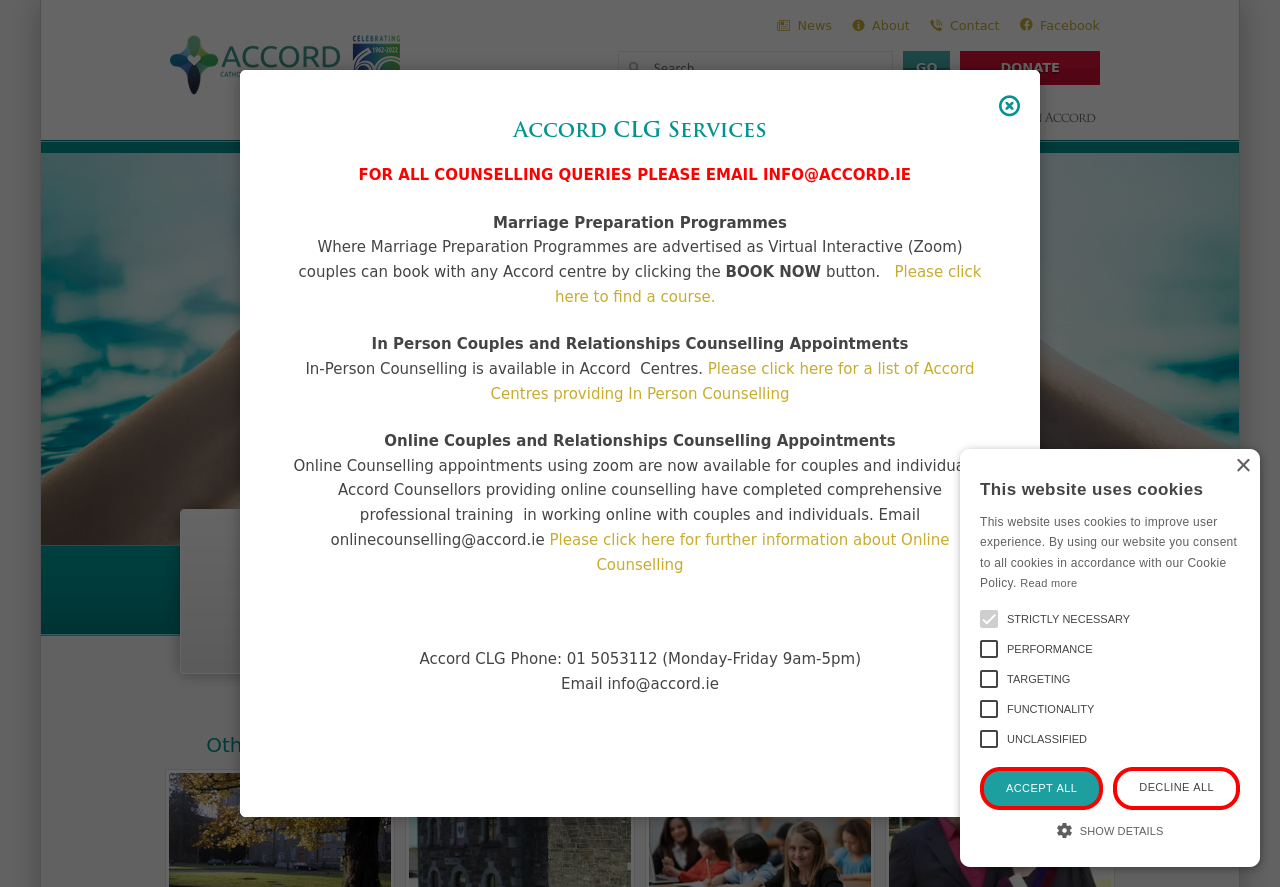 News
About
Contact
Facebook
ACCORD
CELEBRATING
1962-2022
Search
GO
DONATE
Accord
Accord CLG Services
FOR ALL COUNSELLING QUERIES PLEASE EMAIL INFO@ACCORD.IE
Marriage Preparation Programmes
Where Marriage Preparation Programmes are advertised as Virtual Interactive (Zoom)
couples can book with any Accord centre by clicking the BOOK NOW button. Please click
here to find a course.
In Person Couples and Relationships Counselling Appointments
In-Person Counselling is available in Accord Centres. Please click here for a list of Accord
Centres providing In Person Counselling
Online Couples and Relationships Counselling Appointments
Online Counselling appointments using zoom are now available for couples and
Accord Counsellors providing online counselling have completed comprehensive
professional training in working online with couples and individuals. Email
onlinecounselling@accord.ie Please click here for further information about Online
Counselling
Accord CLG Phone: 01 5053112 (Monday-Friday 9am-5pm)
Email info@accord.ie
Oth
This website uses cookies
This website uses cookies to improve user
experience. By using our website you consent
to all cookies in accordance with our Cookie
Policy. Read more
STRICTLY NECESSARY
PERFORMANCE
TARGETING
FUNCTIONALITY
UNCLASSIFIED
ACCEPT ALL
DECLINE ALL
SHOW DETAILS